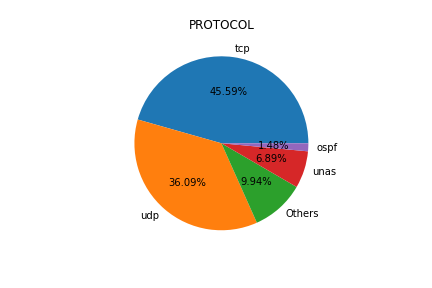 PROTOCOL
tcp
45.59%
1.48%
ospf
6.89%
unas
36.09%
9.94%
udp
Others